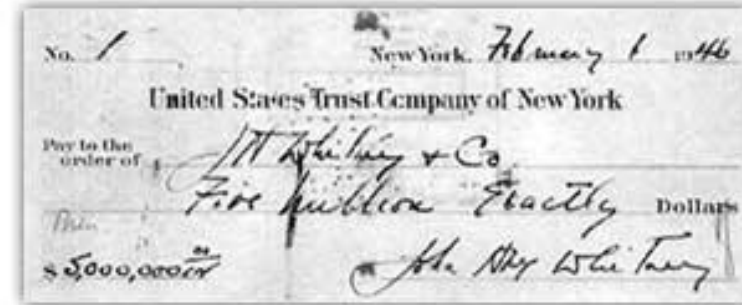 No. 1 New York, February 1 1946
United States Trust Company of New York
Pay to the
order of J H Whitney & Co.
Five Million Exactly Dollars
$ 5,000,000 00/00 John Hay Whitney